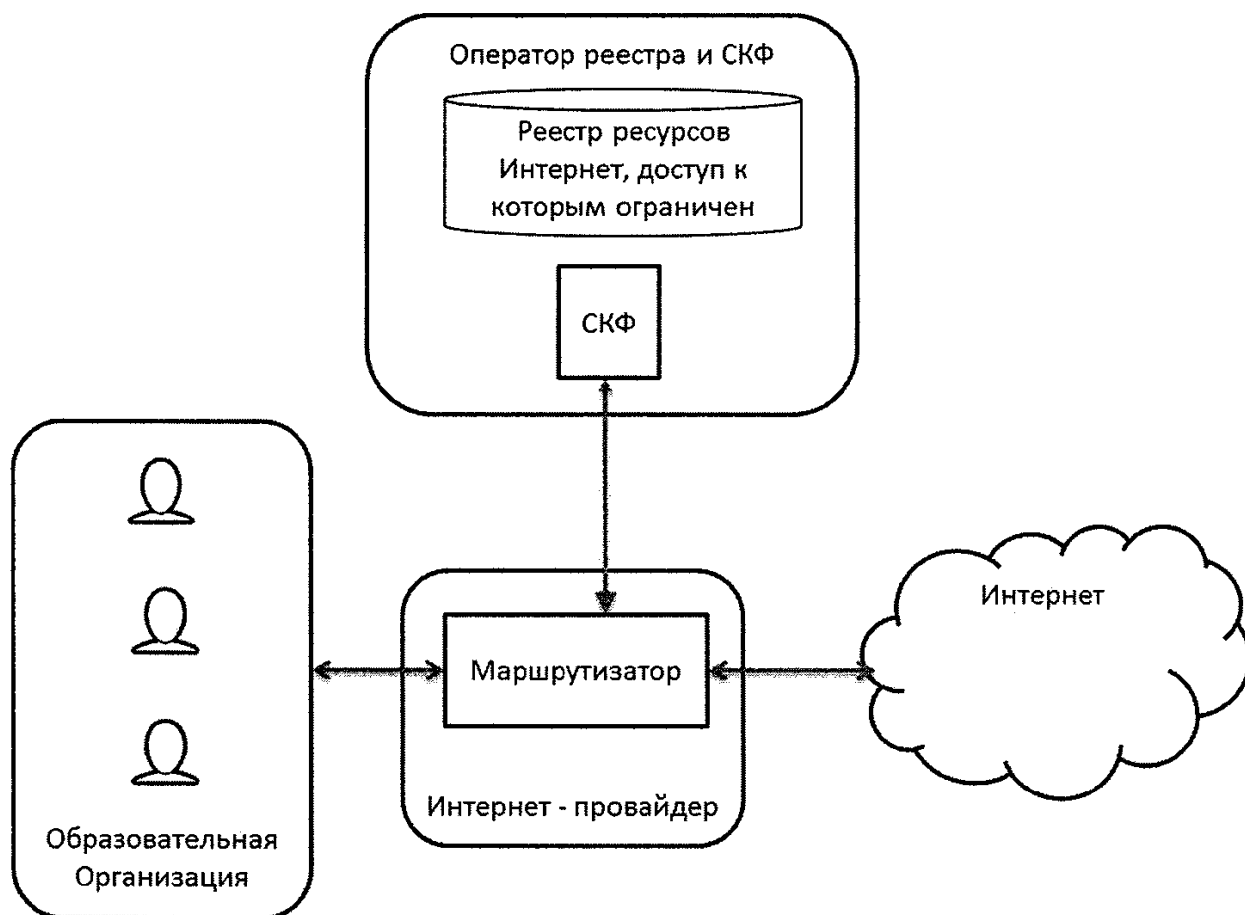 Оператор реестра и СКФ
Реестр ресурсов
Интернет, доступ к
которым ограничен
СКФ
Интернет
Маршрутизатор
Интернет - провайдер
Образовательная
Организация